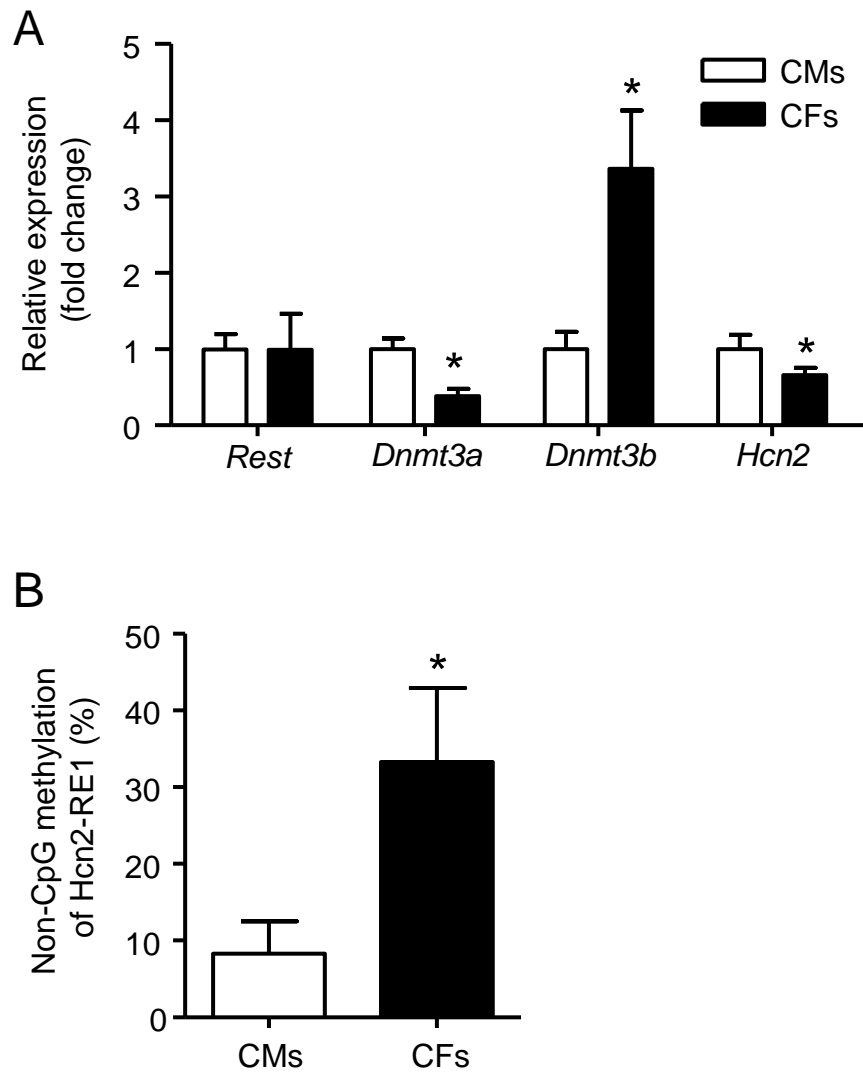 A
Relative expression
(fold change)
5
4
3
2
1
0
*
*
*
CMs
CFs
Rest Dnmt3a Dnmt3b Hcn2
B
Non-CpG methylation
of Hcn2-RE1 (%)
50
40
30
20
10
0
*
CMs CFs